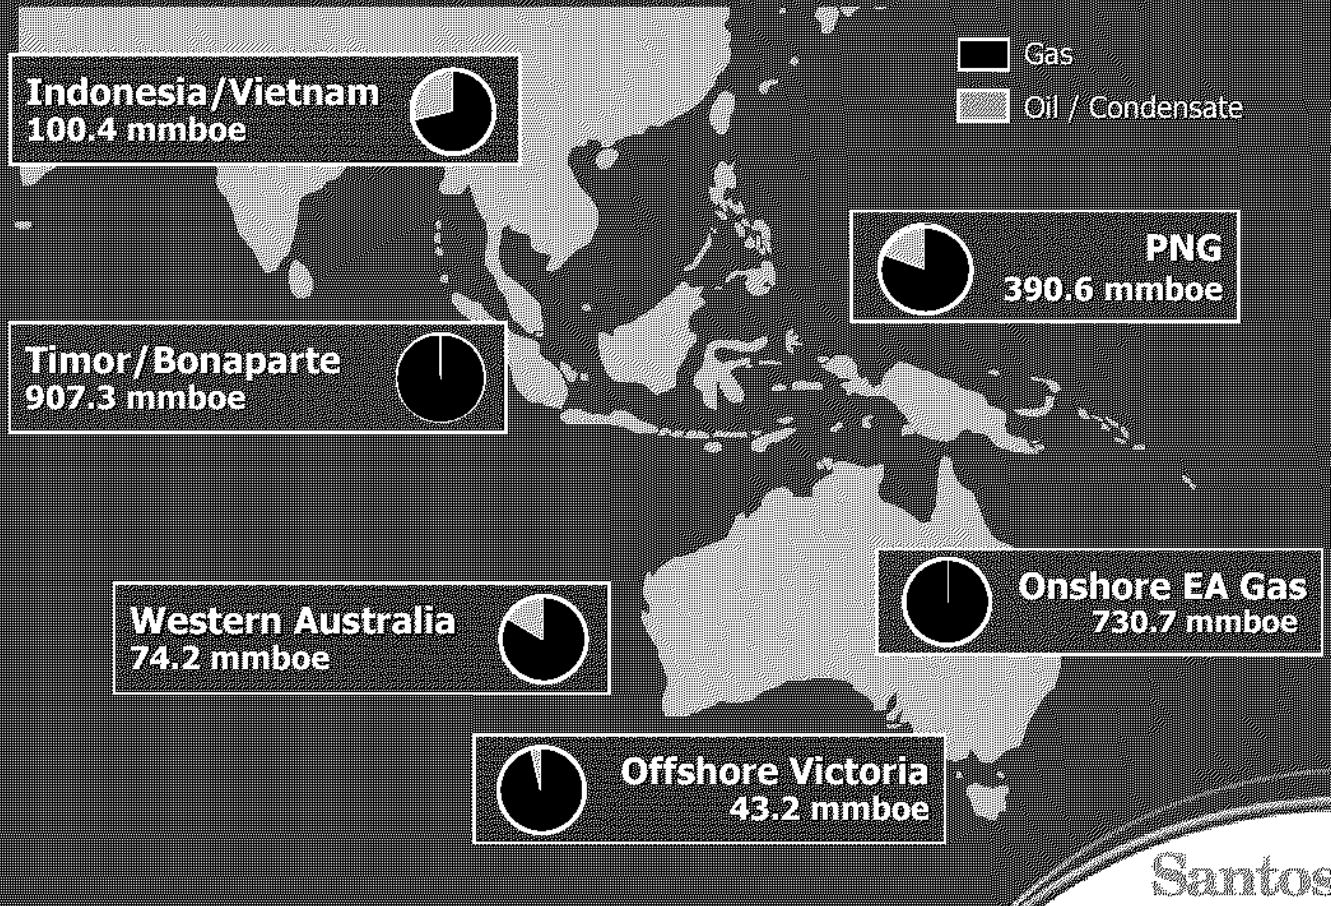 Indonesia/Vietnam
100.4 mmboe
Gas
Oil / Condensate
PNG
390.6 mmboe
Timor/Bonaparte
907.3 mmboe
Onshore EA Gas
730.7 mmboe
Western Australia
74.2 mmboe
Offshore Victoria
43.2 mmboe
Santos